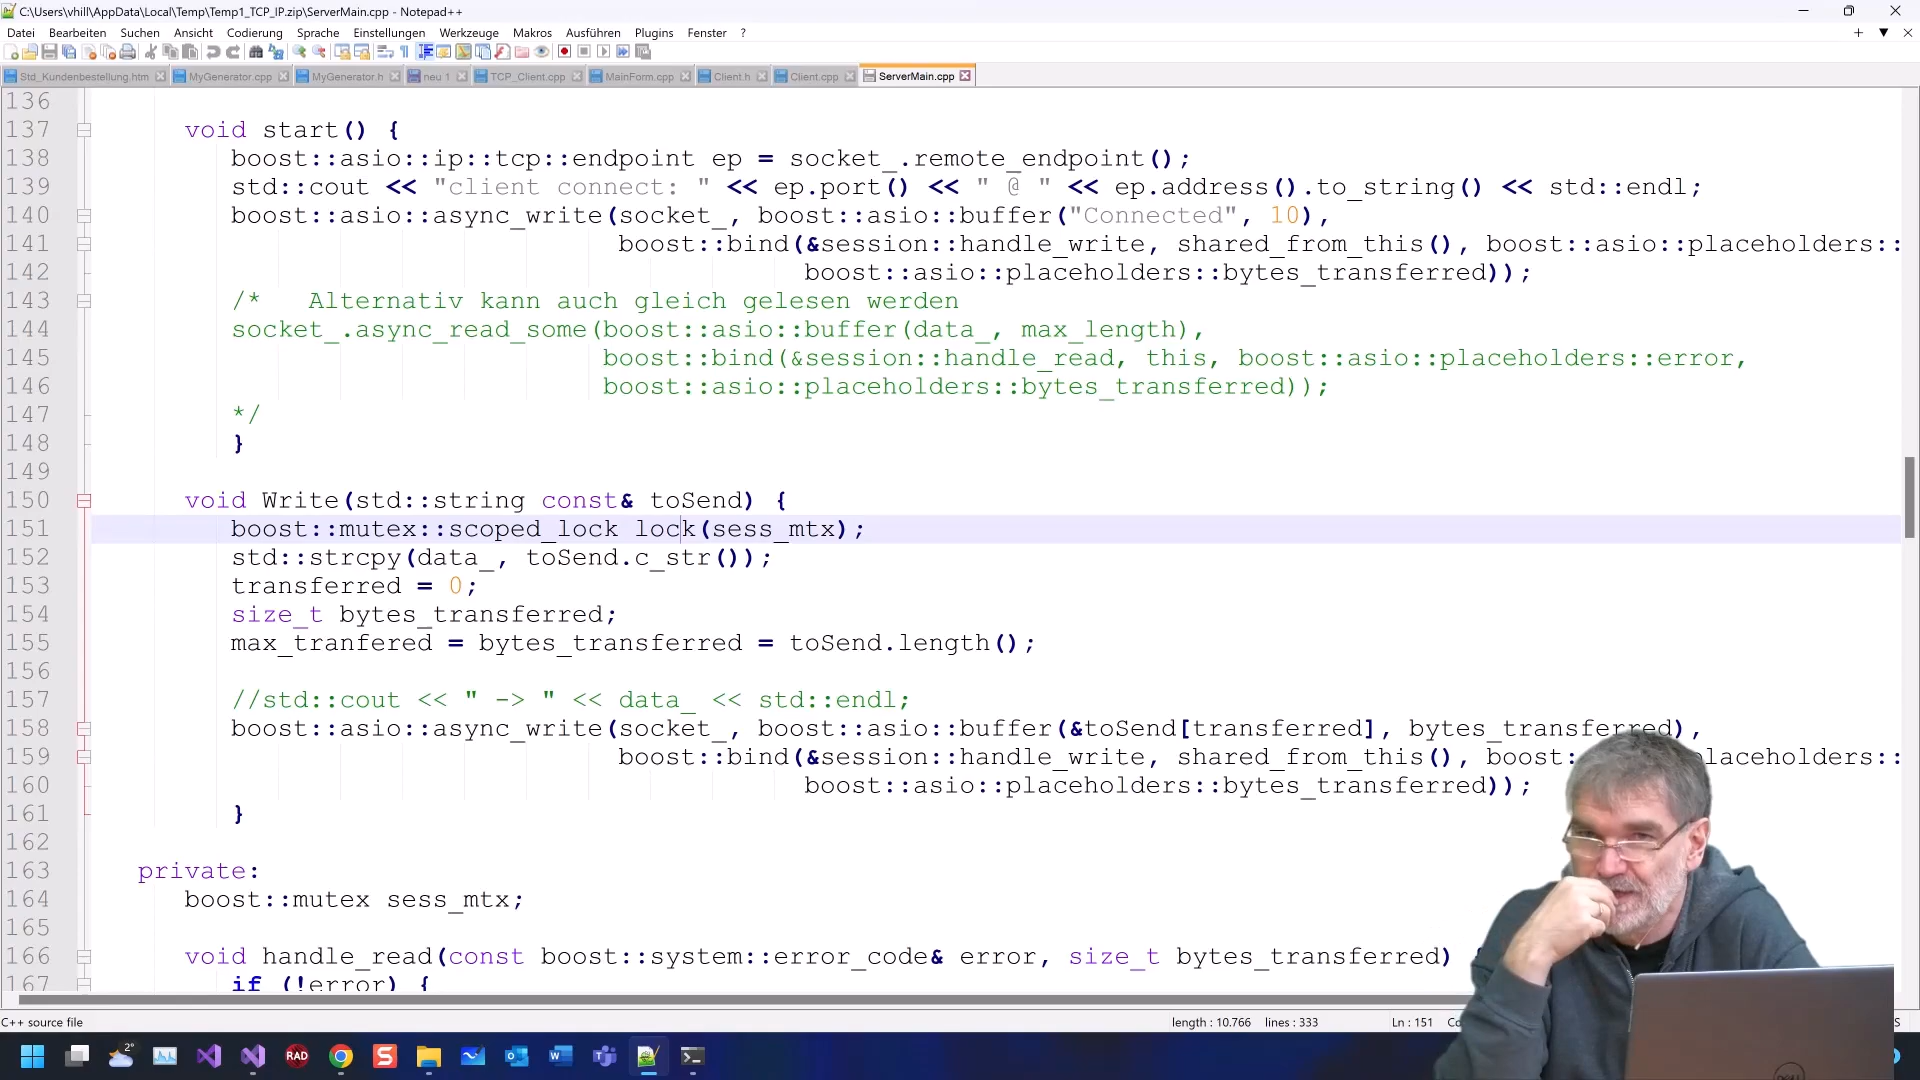 C:\Users\vhill\AppData\Local\Temp\Temp1_TCP_IP.zip\ServerMain.cpp - Notepad++
Datei Bearbeiten Suchen Ansicht Codierung Sprache Einstellungen Werkzeuge Makros Ausführen Plugins Fenster ?
Std_Kundenbestellung.htm MyGenerator.cpp MyGenerator.h neu 1 TCP_Client.cpp MainForm.cpp Client.h Client.cpp ServerMain.cpp
136
137 void start() {
138 boost::asio::ip::tcp::endpoint ep = socket_.remote_endpoint();
139 std::cout << "client connect: " << ep.port() << " @ " << ep.address().to_string() << std::endl;
140 boost::asio::async_write(socket_, boost::asio::buffer("Connected", 10),
141 boost::bind(&session::handle_write, shared_from_this(), boost::asio::placeholders::
142 boost::asio::placeholders::bytes_transferred));
143 /* Alternativ kann auch gleich gelesen werden
144 socket_.async_read_some(boost::asio::buffer(data_, max_length),
145 boost::bind(&session::handle_read, this, boost::asio::placeholders::error,
146 boost::asio::placeholders::bytes_transferred));
147 */
148 }
149
150 void Write(std::string const& toSend) {
151 boost::mutex::scoped_lock lock(sess_mtx);
152 std::strcpy(data_, toSend.c_str());
153 transferred = 0;
154 size_t bytes_transferred;
155 max_tranfered = bytes_transferred = toSend.length();
156
157 //std::cout << " -> " << data_ << std::endl;
158 boost::asio::async_write(socket_, boost::asio::buffer(&toSend[transferred], bytes_transferred),
159 boost::bind(&session::handle_write, shared_from_this(), boost: laceholders::
160 boost::asio::placeholders::bytes_transferred));
161 }
162
163 private:
164 boost::mutex sess_mtx;
165
166 void handle_read(const boost::system::error_code& error, size_t bytes_transferred) {
167 if (!error) {
C++ source file length : 10.766 lines : 333 Ln : 151
2°
RAD